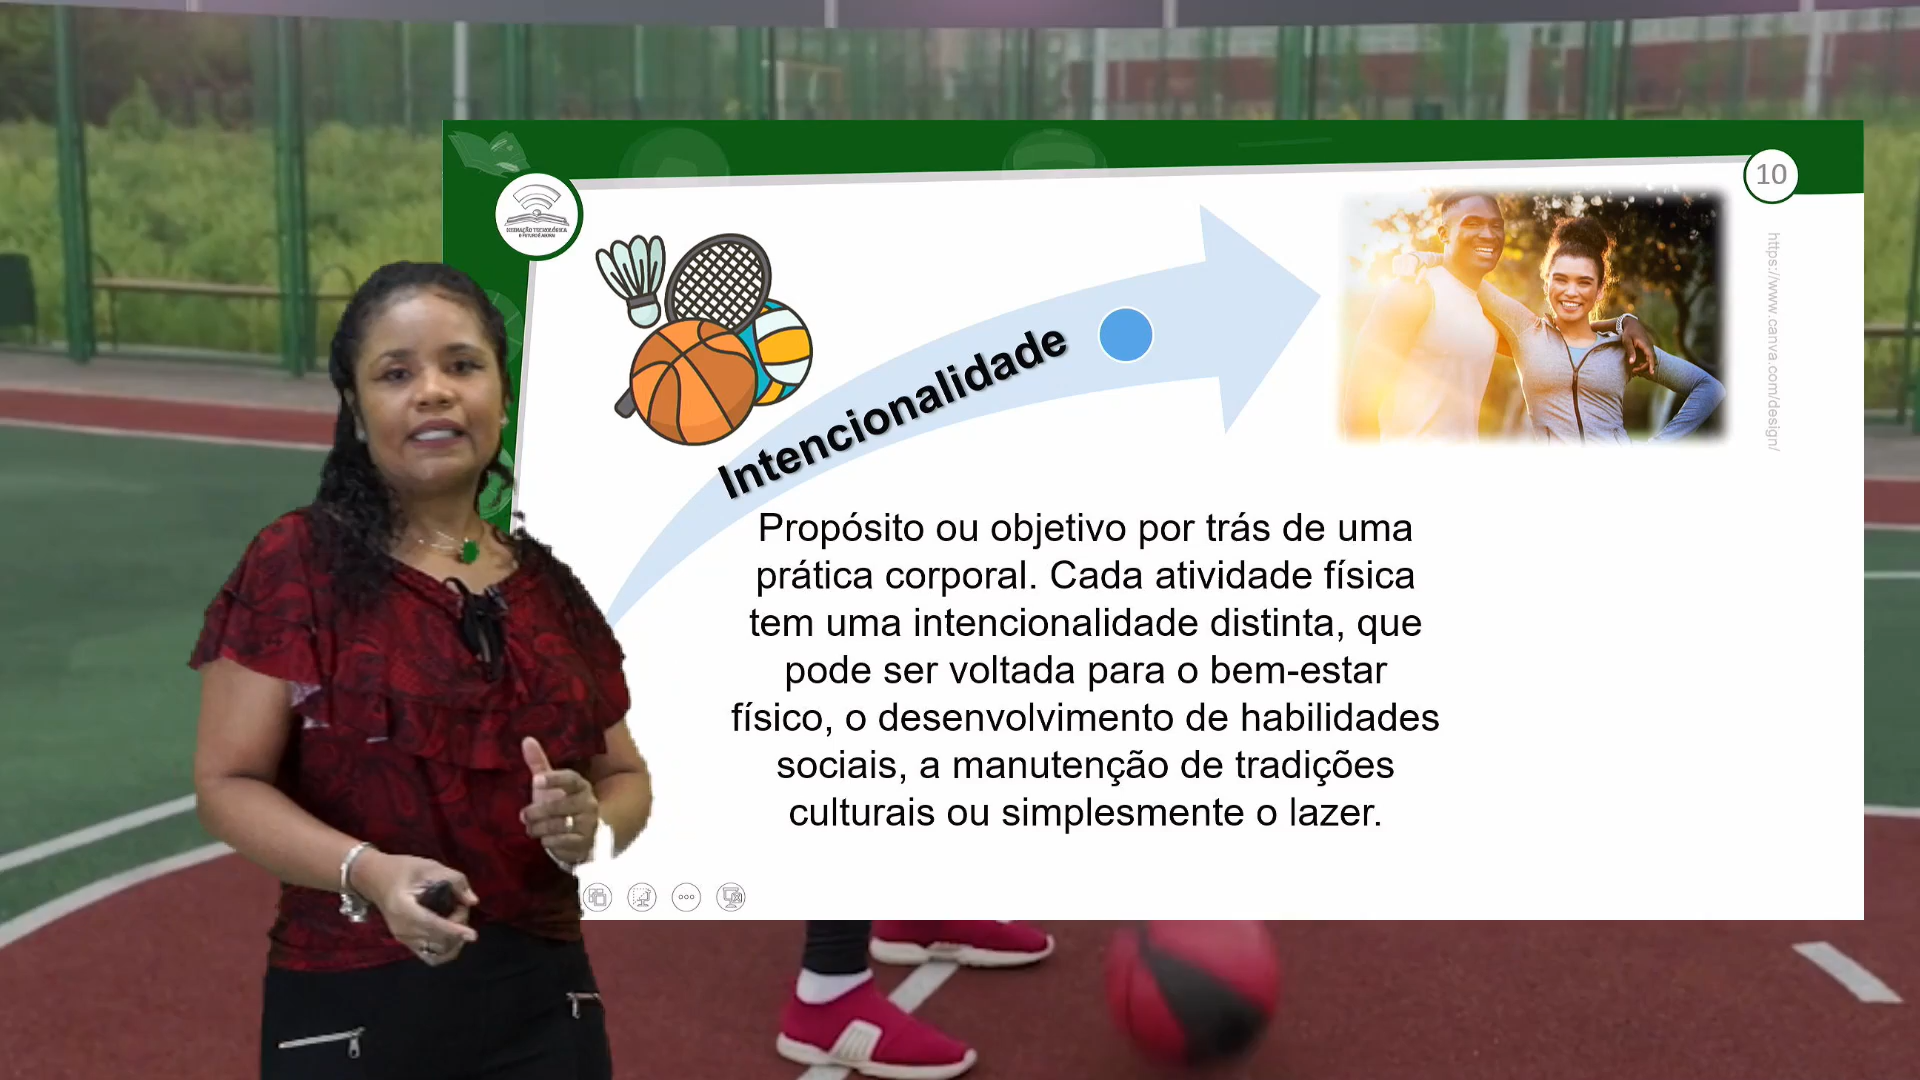 10
https://www.canva.com/design/
Intencionalidade
Propósito ou objetivo por trás de uma
prática corporal. Cada atividade física
tem uma intencionalidade distinta, que
pode ser voltada para o bem-estar
físico, o desenvolvimento de habilidades
sociais, a manutenção de tradições
culturais ou simplesmente o lazer.